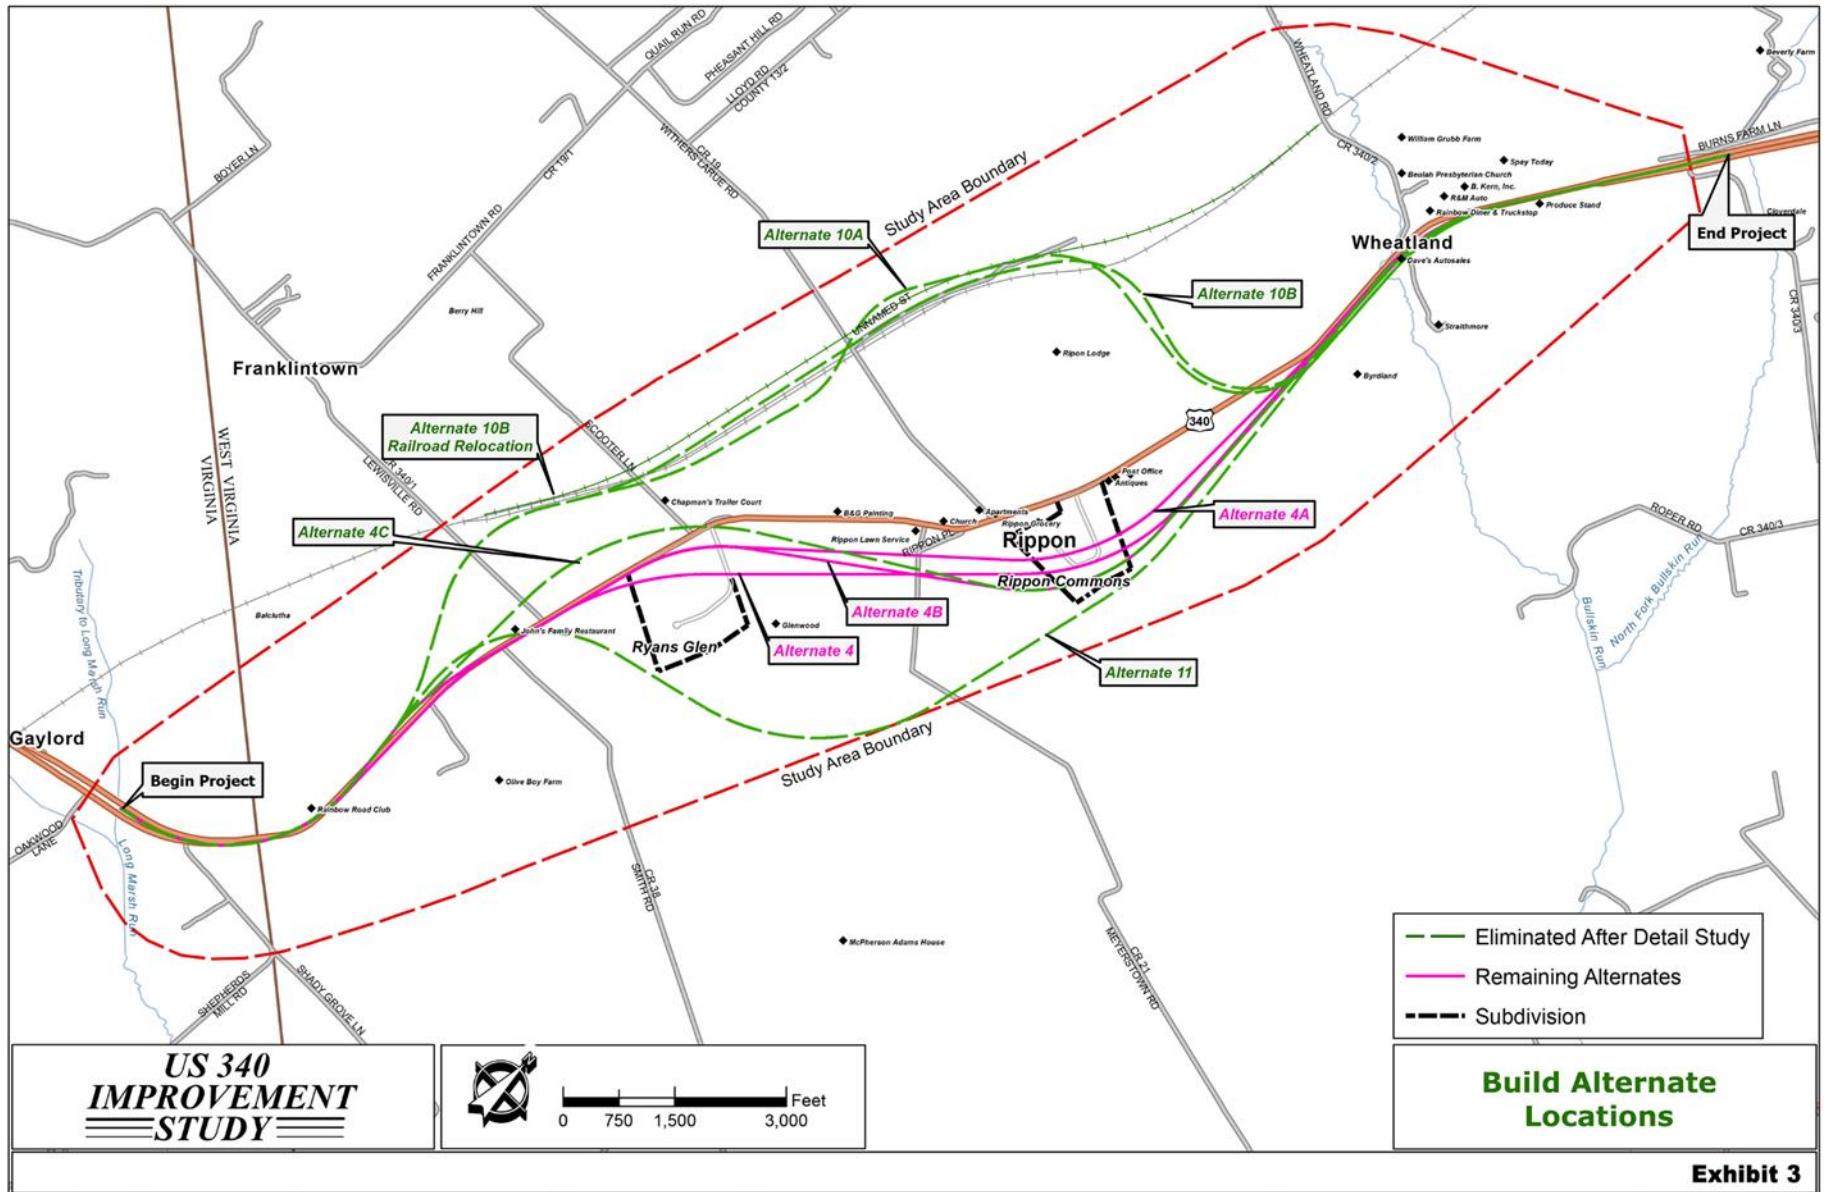 QUAIL RUN RD
PHEASANT HILL RD
LLOYD RD
COUNTY 13/2
WHEATLAND RD
Beverly Farm
BOYER LN
CR 19/1
CR 19
WITHERS LARUE RD
Study Area Boundary
William Grubb Farm
CR 340/2
BURNS FARM LN
Spay Today
Beulah Presbyterian Church
B. Kern, Inc.
R&M Auto
Produce Stand
Rainbow Diner & Truckstop
Cloverdale
FRANKLINTOWN RD
Alternate 10A
Wheatland
End Project
Dave's Autosales
Alternate 10B
Berry Hill
UNNAMED ST
CR 340/3
Straithmore
Franklintown
Ripon Lodge
Byrdland
340
Alternate 10B
Railroad Relocation
SCOOTER LN
WEST VIRGINIA
VIRGINIA
CR 340/1
LEWISVILLE RD
Post Office
Antiques
Chapman's Trailer Court
B&G Painting
Church
Apartments
Rippon Grocery
Alternate 4A
Alternate 4C
Rippon Lawn Service
RIPPON PL
Rippon
ROPER RD
CR 340/3
Rippon Commons
Tributary to Long Marsh Run
Balclutha
Alternate 4B
Glenwood
John's Family Restaurant
Ryans Glen
Alternate 4
Bullskin Run
North Fork Bullskin Run
Alternate 11
Gaylord
Study Area Boundary
Begin Project
Olive Boy Farm
Rainbow Road Club
OAKWOOD
LANE
Long Marsh Run
CR 38
SMITH RD
McPherson Adams House
CR 21
MEYERSTOWN RD
SHEPHERDS
MILL RD
SHADY GROVE LN
Eliminated After Detail Study
Remaining Alternates
Subdivision
US 340
IMPROVEMENT
STUDY
N
Feet
0 750 1,500 3,000
Build Alternate
Locations
Exhibit 3